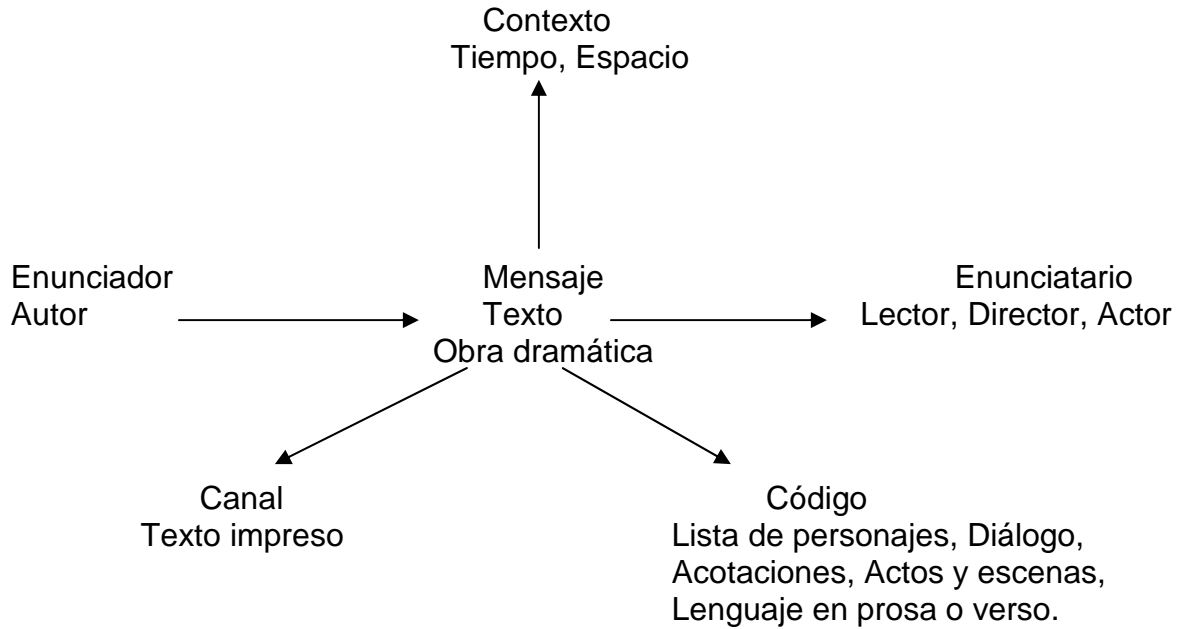 Contexto
Tiempo, Espacio
Enunciador
Autor
Mensaje
Texto
Obra dramática
Enunciatario
Lector, Director, Actor
Canal
Texto impreso
Código
Lista de personajes, Diálogo,
Acotaciones, Actos y escenas,
Lenguaje en prosa o verso.